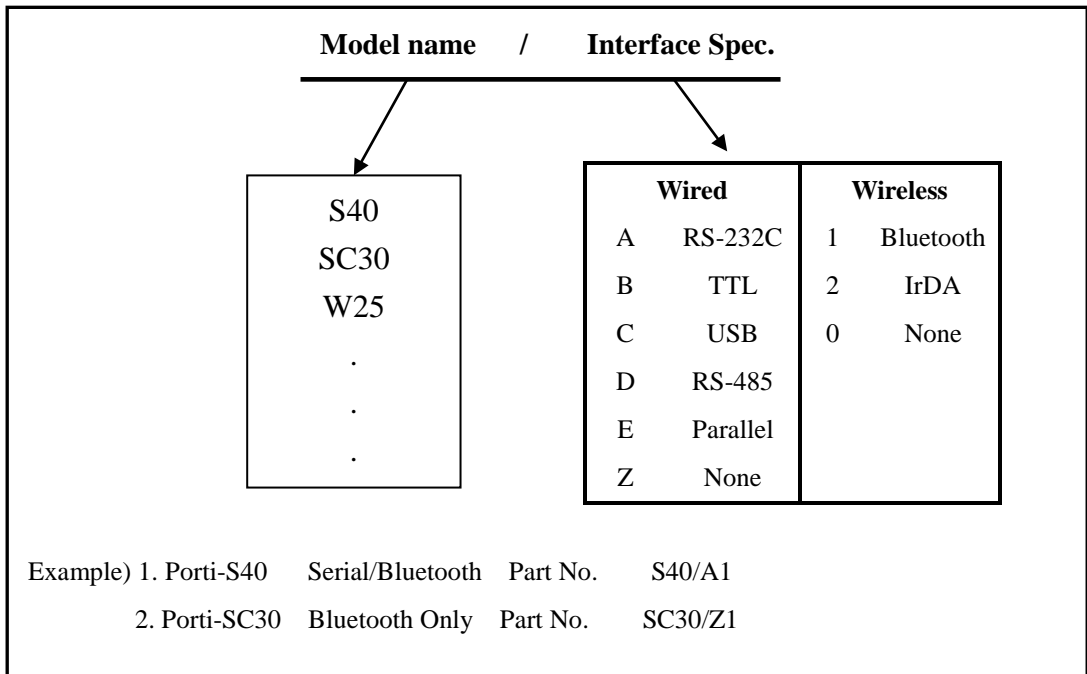 Model name / Interface Spec.
S40
SC30
W25
.
.
.
Wired Wireless
A RS-232C 1 Bluetooth
B TTL 2 IrDA
C USB 0 None
D RS-485
E Parallel
Z None
Example) 1. Porti-S40 Serial/Bluetooth Part No. S40/A1
2. Porti-SC30 Bluetooth Only Part No. SC30/Z1